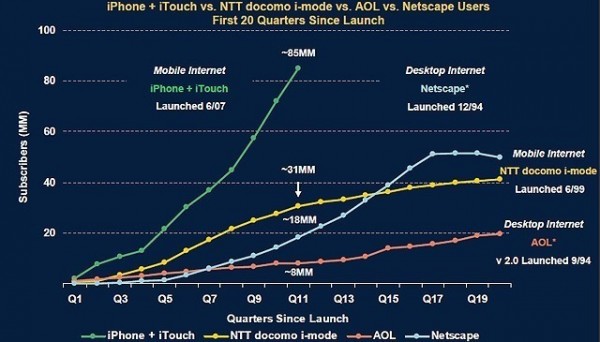 iPhone + iTouch vs. NTT docomo i-mode vs. AOL vs. Netscape Users
First 20 Quarters Since Launch
100
80
60
40
20
Subscribers (MM)
Mobile Internet
iPhone + iTouch
Launched 6/07
~85MM
Desktop Internet
Netscape*
Launched 12/94
Mobile Internet
NTT docomo i-mode
Launched 6/99
~31MM
~18MM
Desktop Internet
AOL*
v 2.0 Launched 9/94
~8MM
Q1 Q3 Q5 Q7 Q9 Q11 Q13 Q15 Q17 Q19
Quarters Since Launch
iPhone + iTouch NTT docomo i-mode AOL Netscape